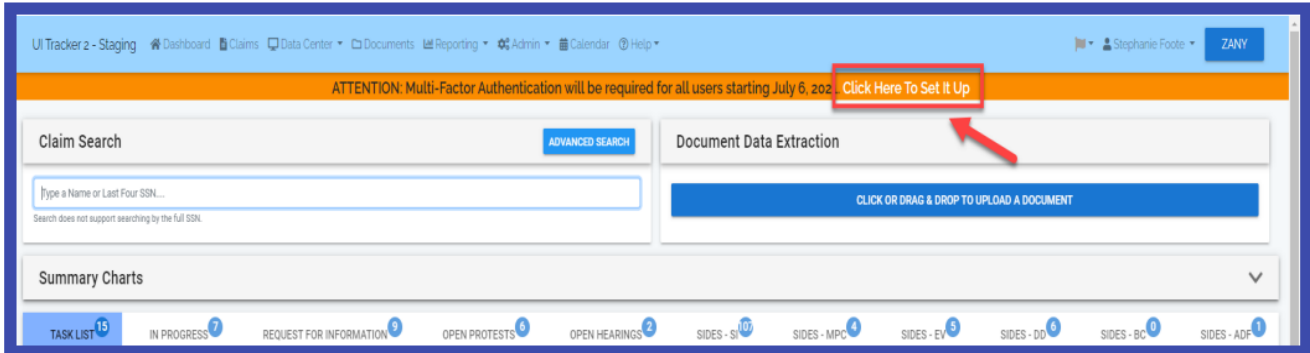 UI Tracker 2 - Staging Dashboard Claims Data Center Documents Reporting Admin Calendar Help Stephanie Foote ZANY
ATTENTION: Multi-Factor Authentication will be required for all users starting July 6, Click Here To Set It Up
Claim Search ADVANCED SEARCH Document Data Extraction
Type a Name or Last Four SSN.... CLICK OR DRAG & DROP TO UPLOAD A DOCUMENT
Search does not support searching by the full SSN.
Summary Charts
TASK LIST 15 IN PROGRESS 7 REQUEST FOR INFORMATION 9 OPEN PROTESTS 6 OPEN HEARINGS 2 SIDES - SI 107 SIDES - MPC 4 SIDES - EV 5 SIDES - DD 6 SIDES - BC 0 SIDES - ADF 1